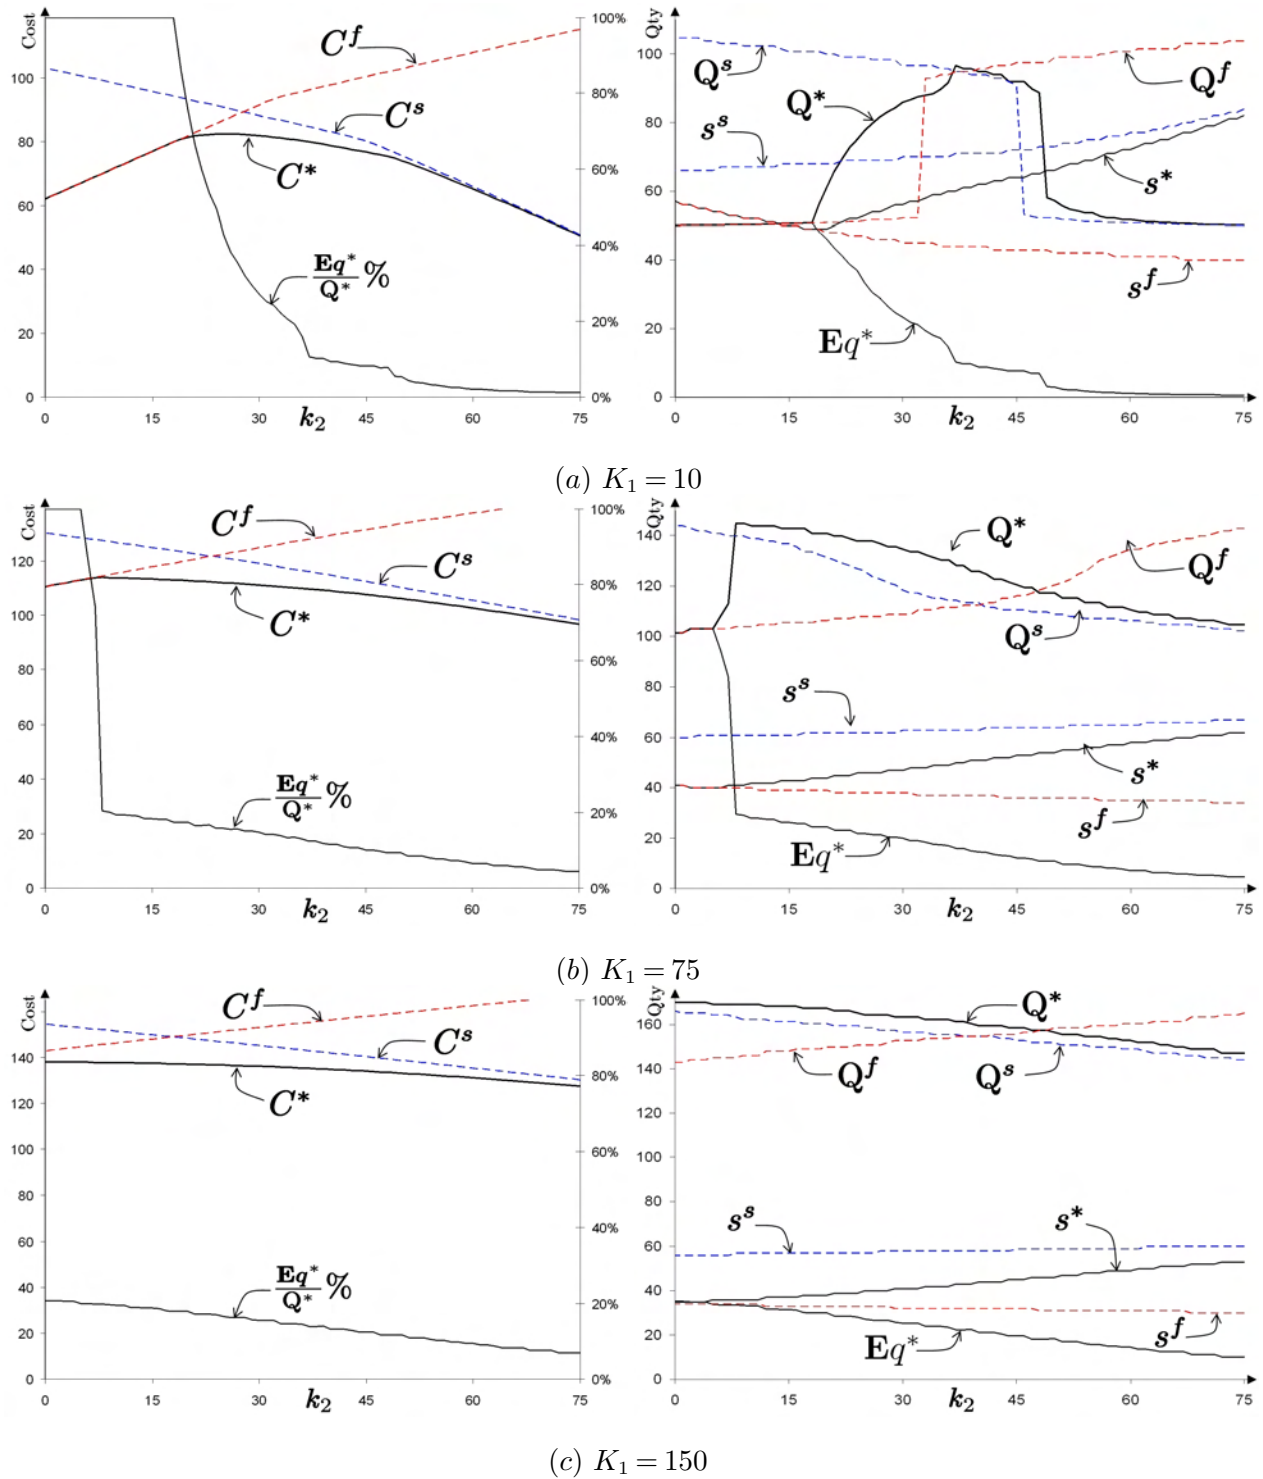 Cost
100
80
60
40
20
0
0 15 30 45 60 75
k₂
100%
80%
60%
40%
20%
0%
C^f
C^s
C*
Eq*/Q* %
Qty
100
80
60
40
20
0
0 15 30 45 60 75
k₂
Q^s
Q*
Q^f
s^s
s*
s^f
Eq*
(a) K₁ = 10
Cost
120
100
80
60
40
20
0
0 15 30 45 60 75
k₂
100%
80%
60%
40%
20%
0%
C^f
C^s
C*
Eq*/Q* %
Qty
140
120
100
80
60
40
20
0
0 15 30 45 60 75
k₂
Q*
Q^f
Q^s
s^s
s*
s^f
Eq*
(b) K₁ = 75
Cost
140
120
100
80
60
40
20
0
0 15 30 45 60 75
k₂
100%
80%
60%
40%
20%
0%
C^f
C^s
C*
Eq*/Q* %
Qty
160
140
120
100
80
60
40
20
0
0 15 30 45 60 75
k₂
Q*
Q^f
Q^s
s^s
s*
s^f
Eq*
(c) K₁ = 150